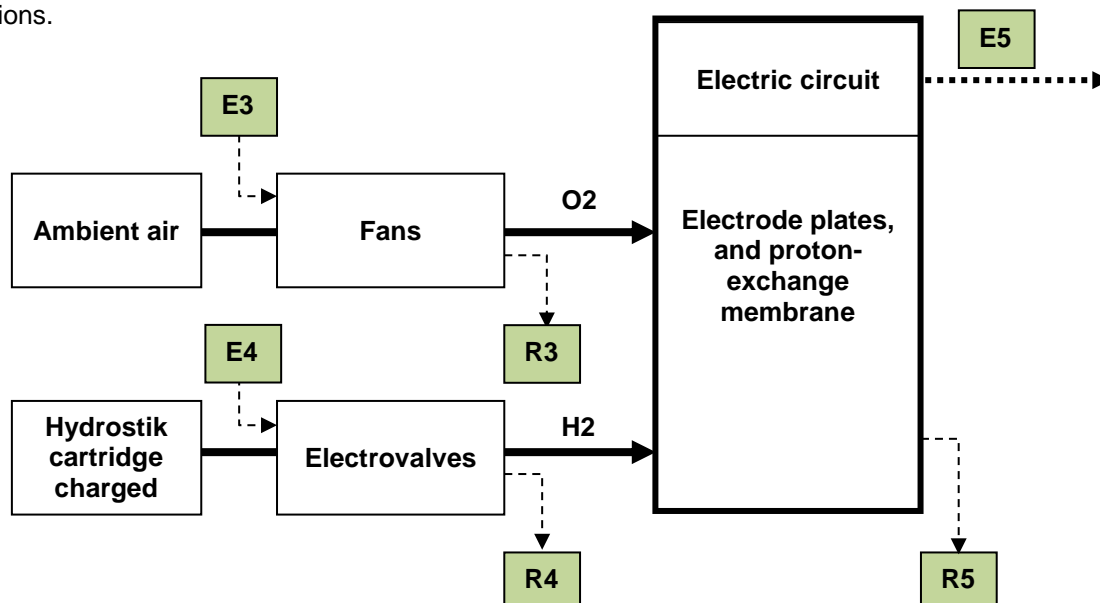 ions.
E5
Electric circuit
E3
O2
Ambient air
Fans
Electrode plates,
and proton-
exchange
membrane
R3
E4
H2
Hydrostik
cartridge
charged
Electrovalves
R4
R5